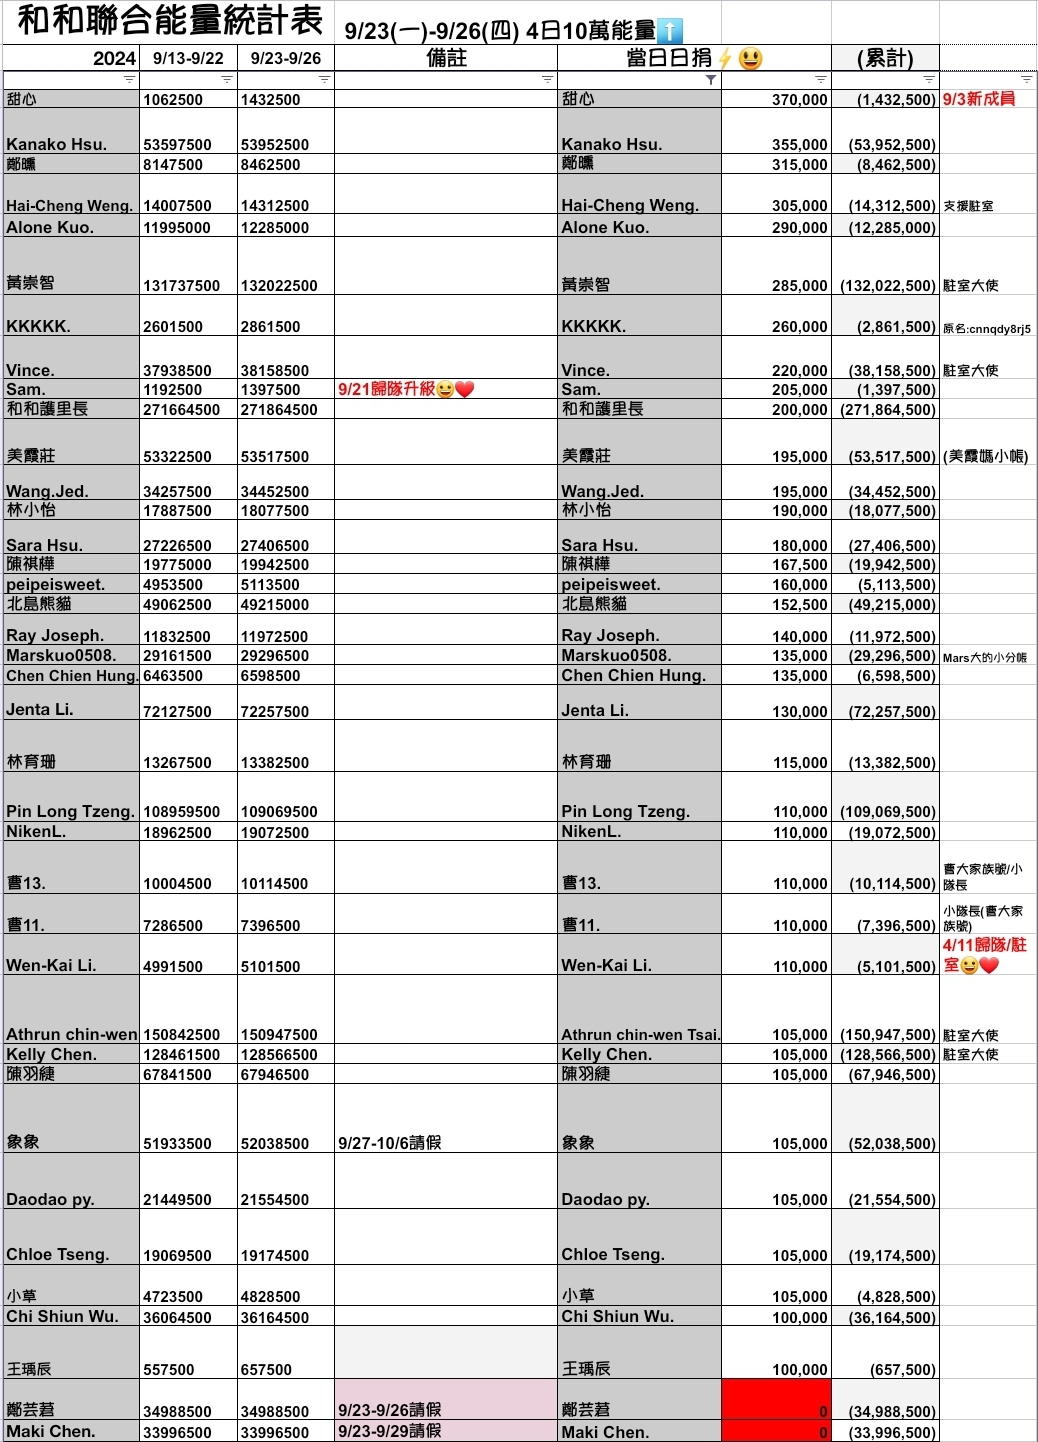 和和聯合能量統計表 9/23(一)-9/26(四) 4日10萬能量⬆️
2024 9/13-9/22 9/23-9/26 備註 當日日捐⚡😃 (累計)
甜心 1062500 1432500 甜心 370,000 (1,432,500) 9/3新成員
Kanako Hsu. 53597500 53952500 Kanako Hsu. 355,000 (53,952,500)
鄭曛 8147500 8462500 鄭曛 315,000 (8,462,500)
Hai-Cheng Weng. 14007500 14312500 Hai-Cheng Weng. 305,000 (14,312,500) 支援駐室
Alone Kuo. 11995000 12285000 Alone Kuo. 290,000 (12,285,000)
黃崇智 131737500 132022500 黃崇智 285,000 (132,022,500) 駐室大使
KKKKK. 2601500 2861500 KKKKK. 260,000 (2,861,500) 原名:cnnqdy8rj5
Vince. 37938500 38158500 Vince. 220,000 (38,158,500) 駐室大使
Sam. 1192500 1397500 9/21歸隊升級😀❤️ Sam. 205,000 (1,397,500)
和和護里長 271664500 271864500 和和護里長 200,000 (271,864,500)
美霞莊 53322500 53517500 美霞莊 195,000 (53,517,500) (美霞媽小帳)
Wang.Jed. 34257500 34452500 Wang.Jed. 195,000 (34,452,500)
林小怡 17887500 18077500 林小怡 190,000 (18,077,500)
Sara Hsu. 27226500 27406500 Sara Hsu. 180,000 (27,406,500)
陳祺樺 19775000 19942500 陳祺樺 167,500 (19,942,500)
peipeisweet. 4953500 5113500 peipeisweet. 160,000 (5,113,500)
北島熊貓 49062500 49215000 北島熊貓 152,500 (49,215,000)
Ray Joseph. 11832500 11972500 Ray Joseph. 140,000 (11,972,500)
Marskuo0508. 29161500 29296500 Marskuo0508. 135,000 (29,296,500) Mars大的小分帳
Chen Chien Hung. 6463500 6598500 Chen Chien Hung. 135,000 (6,598,500)
Jenta Li. 72127500 72257500 Jenta Li. 130,000 (72,257,500)
林育珊 13267500 13382500 林育珊 115,000 (13,382,500)
Pin Long Tzeng. 108959500 109069500 Pin Long Tzeng. 110,000 (109,069,500)
NikenL. 18962500 19072500 NikenL. 110,000 (19,072,500)
曹13. 10004500 10114500 曹13. 110,000 (10,114,500) 曹大家族號/小
隊長
曹11. 7286500 7396500 曹11. 110,000 (7,396,500) 小隊長(曹大家
族號)
Wen-Kai Li. 4991500 5101500 Wen-Kai Li. 110,000 (5,101,500) 4/11歸隊/駐
室😀❤️
Athrun chin-wen 150842500 150947500 Athrun chin-wen Tsai. 105,000 (150,947,500) 駐室大使
Kelly Chen. 128461500 128566500 Kelly Chen. 105,000 (128,566,500) 駐室大使
陳羽緁 67841500 67946500 陳羽緁 105,000 (67,946,500)
象象 51933500 52038500 9/27-10/6請假 象象 105,000 (52,038,500)
Daodao py. 21449500 21554500 Daodao py. 105,000 (21,554,500)
Chloe Tseng. 19069500 19174500 Chloe Tseng. 105,000 (19,174,500)
小草 4723500 4828500 小草 105,000 (4,828,500)
Chi Shiun Wu. 36064500 36164500 Chi Shiun Wu. 100,000 (36,164,500)
王瑀辰 557500 657500 王瑀辰 100,000 (657,500)
鄭芸莙 34988500 34988500 9/23-9/26請假 鄭芸莙 0 (34,988,500)
Maki Chen. 33996500 33996500 9/23-9/29請假 Maki Chen. 0 (33,996,500)